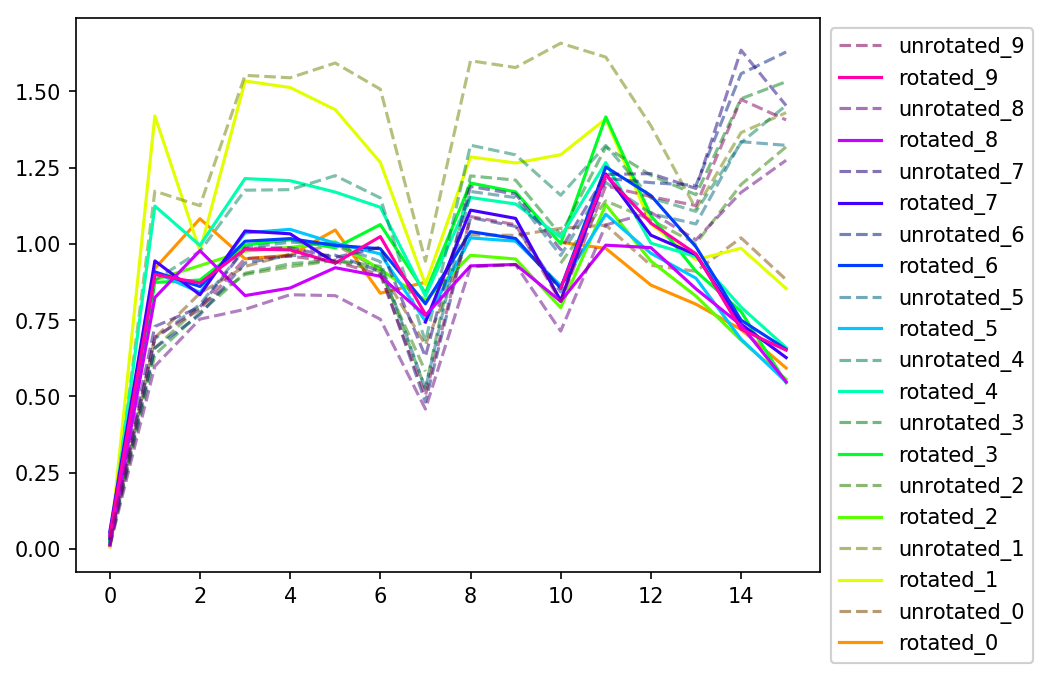 1.50
1.25
1.00
0.75
0.50
0.25
0.00
0 2 4 6 8 10 12 14
unrotated_9
rotated_9
unrotated_8
rotated_8
unrotated_7
rotated_7
unrotated_6
rotated_6
unrotated_5
rotated_5
unrotated_4
rotated_4
unrotated_3
rotated_3
unrotated_2
rotated_2
unrotated_1
rotated_1
unrotated_0
rotated_0